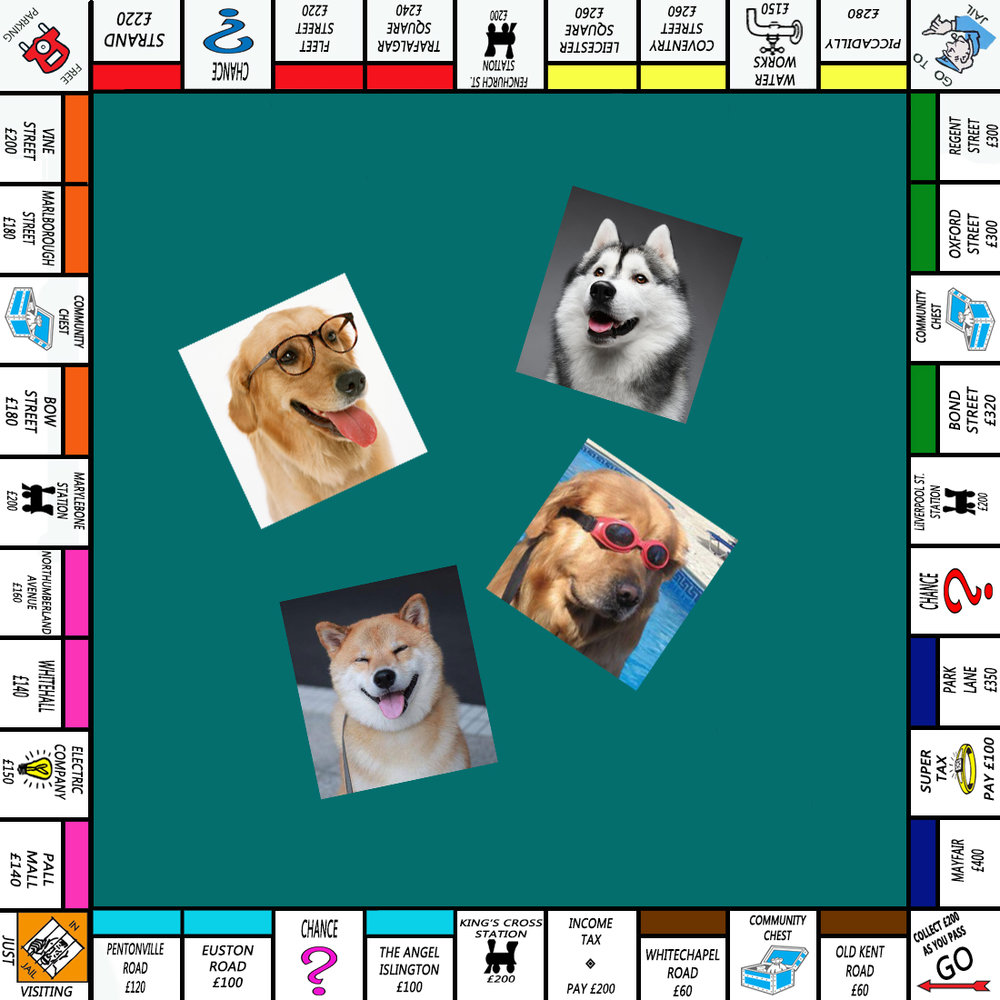 FREE
PARKING
STRAND
£220
CHANCE
FLEET
STREET
£220
TRAFALGAR
SQUARE
£240
FENCHURCH ST.
STATION
£200
LEICESTER
SQUARE
£260
COVENTRY
STREET
£260
WATER
WORKS
£150
PICCADILLY
£280
GO TO
JAIL
VINE
STREET
£200
MARLBOROUGH
STREET
£180
COMMUNITY
CHEST
BOW
STREET
£180
MARYLEBONE
STATION
£200
NORTHUMBERLAND
AVENUE
£160
WHITEHALL
£140
ELECTRIC
COMPANY
£150
PALL
MALL
£140
REGENT
STREET
£300
OXFORD
STREET
£300
COMMUNITY
CHEST
BOND
STREET
£320
LiIVERPOOL ST.
STATION
£200
CHANCE
PARK
LANE
£350
SUPER
TAX
PAY £100
MAYFAIR
£400
IN
JAIL
JUST
VISITING
PENTONVILLE
ROAD
£120
EUSTON
ROAD
£100
CHANCE
THE ANGEL
ISLINGTON
£100
KING'S CROSS
STATION
£200
INCOME
TAX
PAY £200
WHITECHAPEL
ROAD
£60
COMMUNITY
CHEST
OLD KENT
ROAD
£60
COLLECT £200
AS YOU PASS
GO